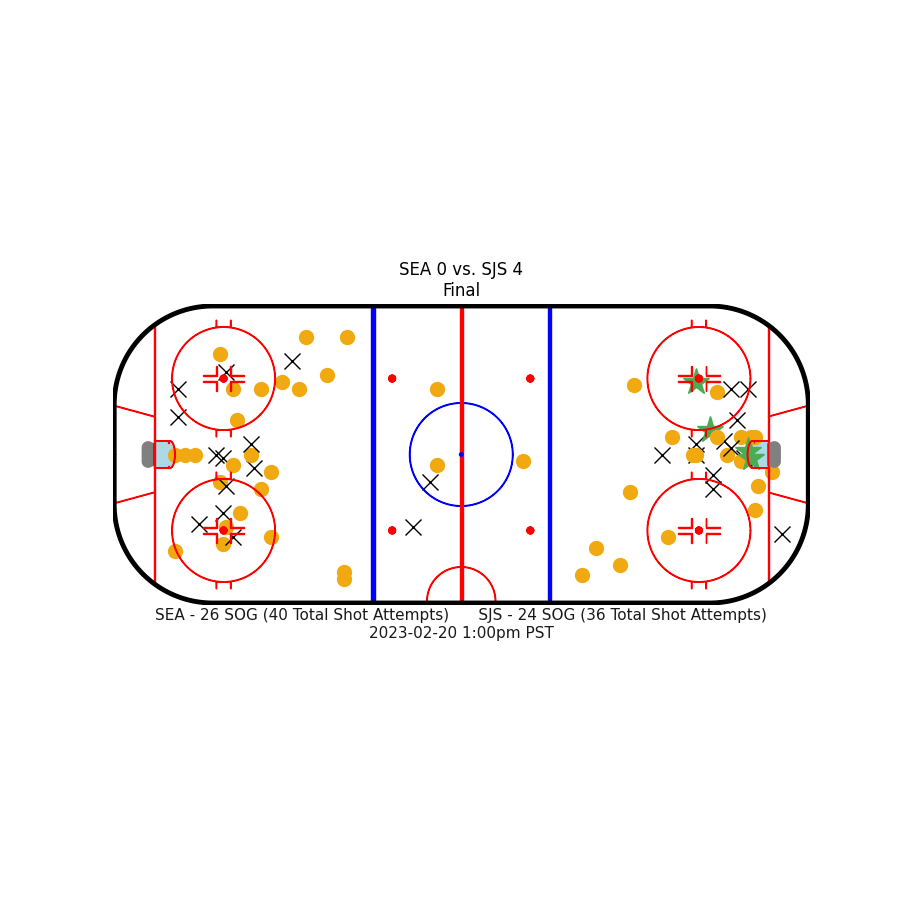 SEA 0 vs. SJS 4
Final
SEA - 26 SOG (40 Total Shot Attempts) SJS - 24 SOG (36 Total Shot Attempts)
2023-02-20 1:00pm PST